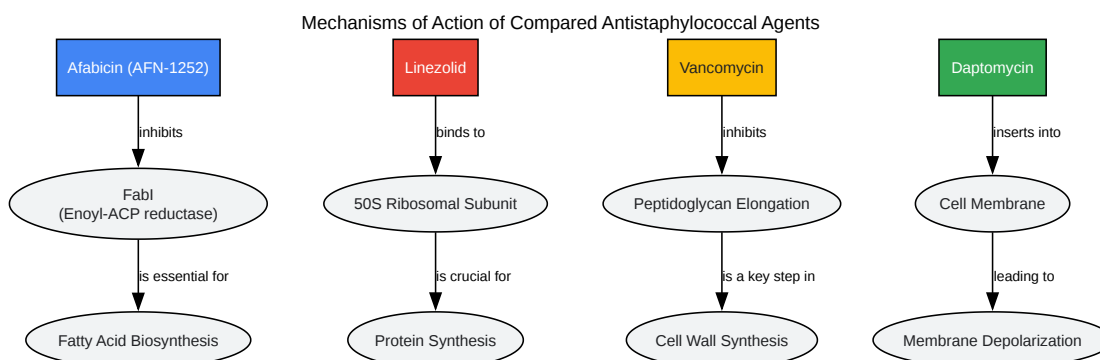 Mechanisms of Action of Compared Antistaphylococcal Agents
Afabicin (AFN-1252)
Linezolid
Vancomycin
Daptomycin
inhibits
binds to
inhibits
inserts into
FabI
(Enoyl-ACP reductase)
50S Ribosomal Subunit
Peptidoglycan Elongation
Cell Membrane
is essential for
is crucial for
is a key step in
leading to
Fatty Acid Biosynthesis
Protein Synthesis
Cell Wall Synthesis
Membrane Depolarization